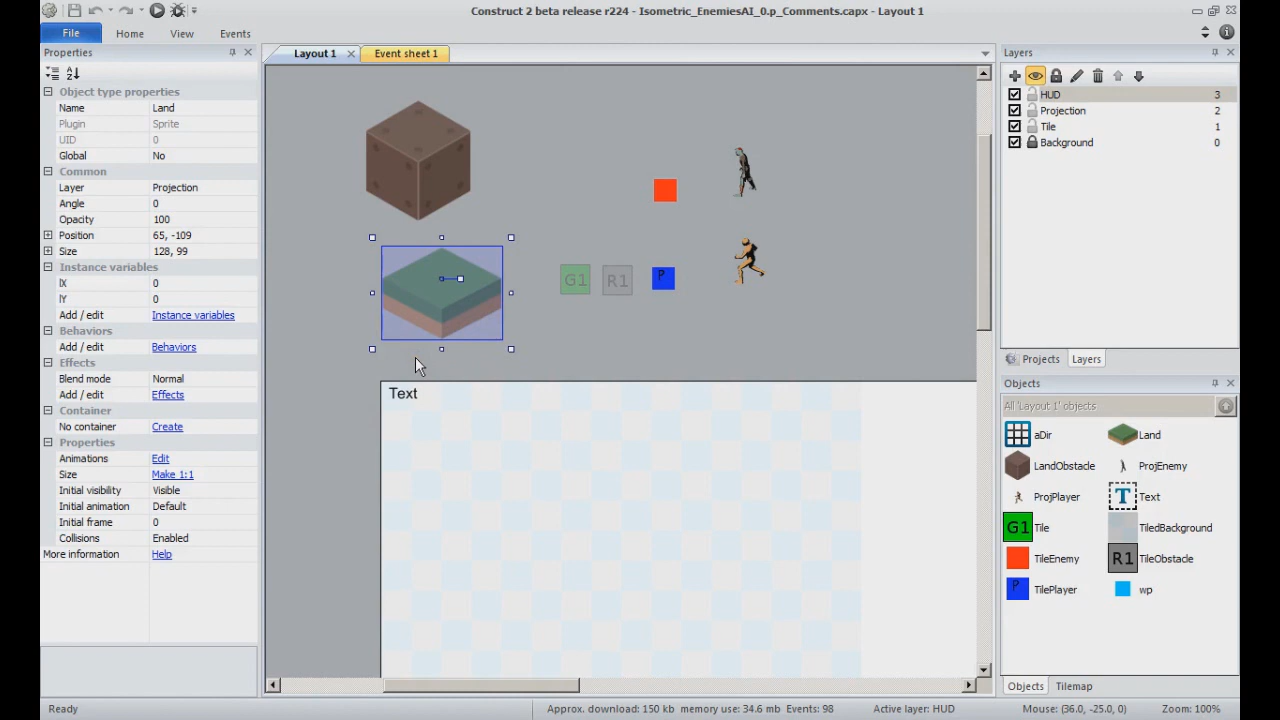 Construct 2 beta release r224 - Isometric_EnemiesAI_0.p_Comments.capx - Layout 1
File Home View Events
Properties
Object type properties
Name Land
Plugin Sprite
UID 0
Global No
Common
Layer Projection
Angle 0
Opacity 100
Position 65, -109
Size 128, 99
Instance variables
IX 0
IY 0
Add / edit Instance variables
Behaviors
Add / edit Behaviors
Effects
Blend mode Normal
Add / edit Effects
Container
No container Create
Properties
Animations Edit
Size Make 1:1
Initial visibility Visible
Initial animation Default
Initial frame 0
Collisions Enabled
More information Help
Layout 1 Event sheet 1
G1 R1 P
Text
Layers
HUD 3
Projection 2
Tile 1
Background 0
Projects Layers
Objects
All 'Layout 1' objects
aDir Land
LandObstacle ProjEnemy
ProjPlayer T Text
G1 Tile TiledBackground
TileEnemy R1 TileObstacle
P TilePlayer wp
Objects Tilemap
Ready Approx. download: 150 kb memory use: 34.6 mb Events: 98 Active layer: HUD Mouse: (36.0, -25.0, 0) Zoom: 100%